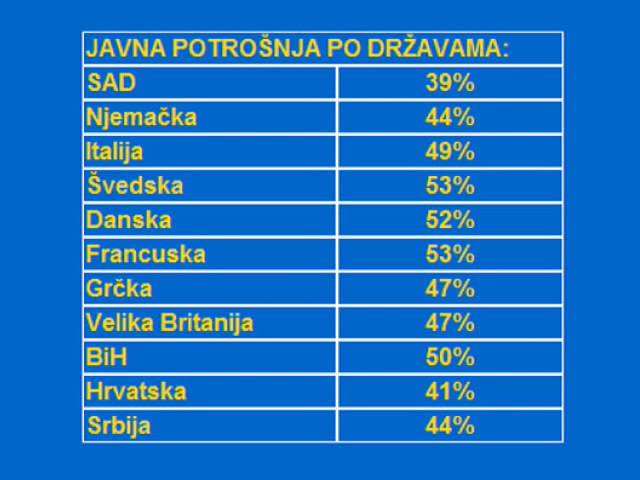 JAVNA POTROŠNJA PO DRŽAVAMA:
SAD 39%
Njemačka 44%
Italija 49%
Švedska 53%
Danska 52%
Francuska 53%
Grčka 47%
Velika Britanija 47%
BiH 50%
Hrvatska 41%
Srbija 44%